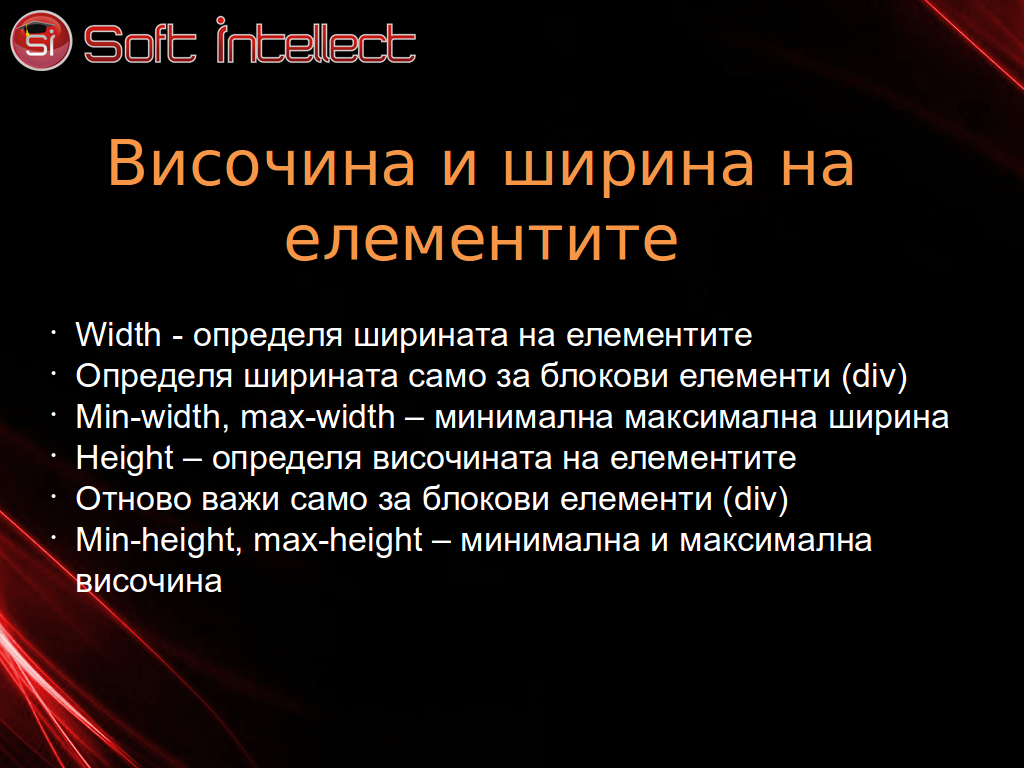 Si Soft intellect
Височина и ширина на
елементите
· Width - определя ширината на елементите
· Определя ширината само за блокови елементи (div)
· Min-width, max-width – минимална максимална ширина
· Height – определя височината на елементите
· Отново важи само за блокови елементи (div)
· Min-height, max-height – минимална и максимална
височина